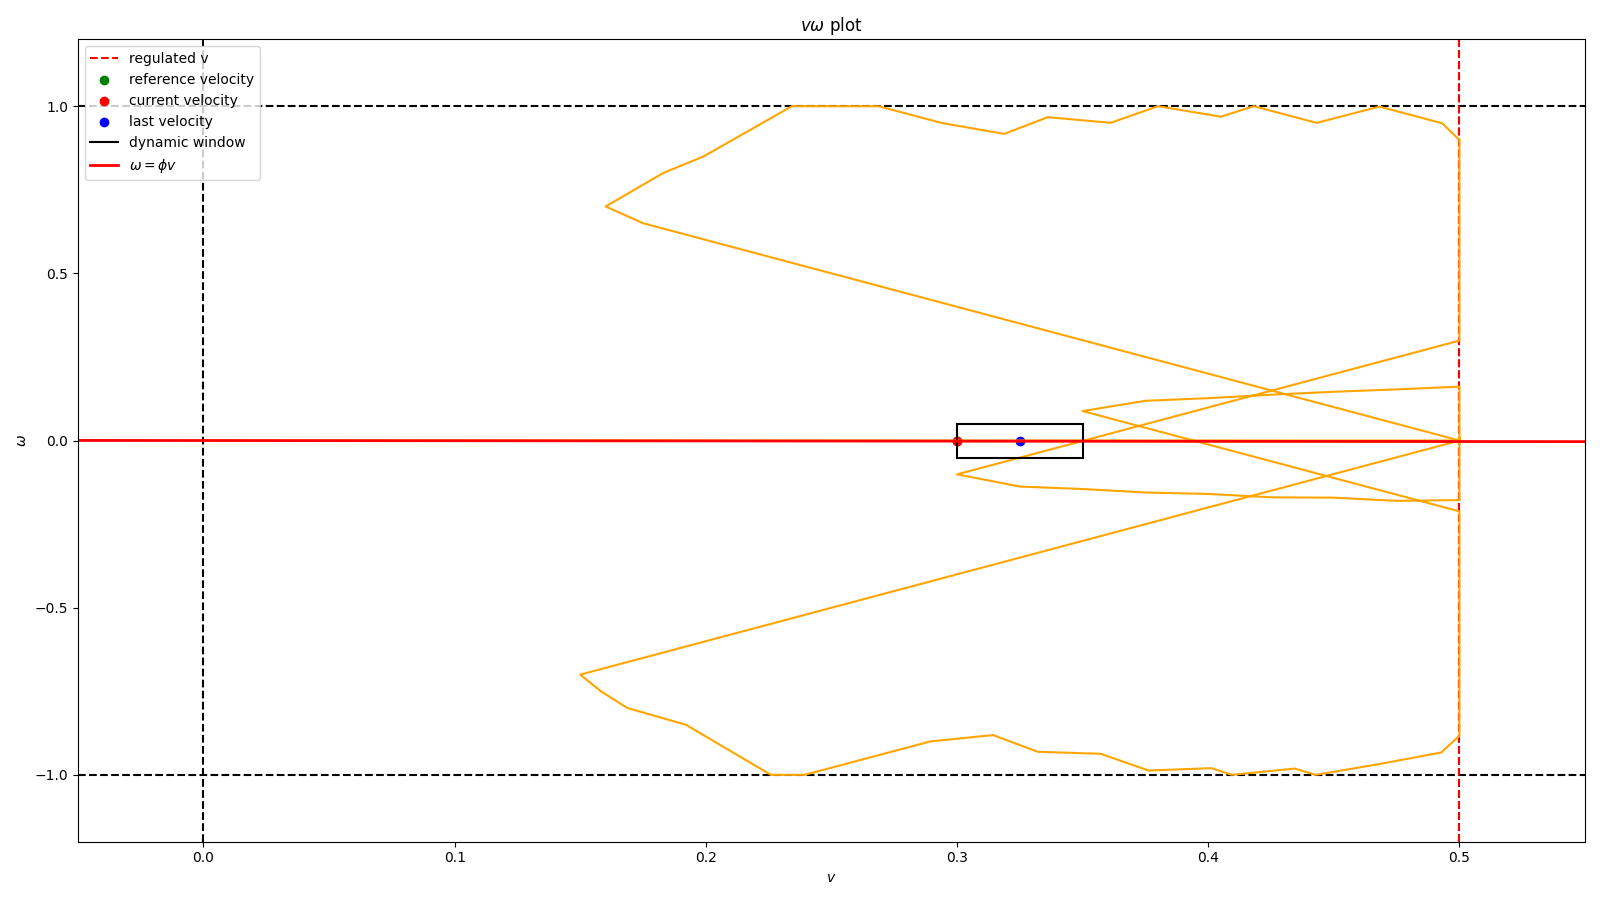 vω plot
regulated v
reference velocity
current velocity
last velocity
dynamic window
ω = ϕv
ω
1.0
0.5
0.0
−0.5
−1.0
0.0 0.1 0.2 0.3 0.4 0.5
v